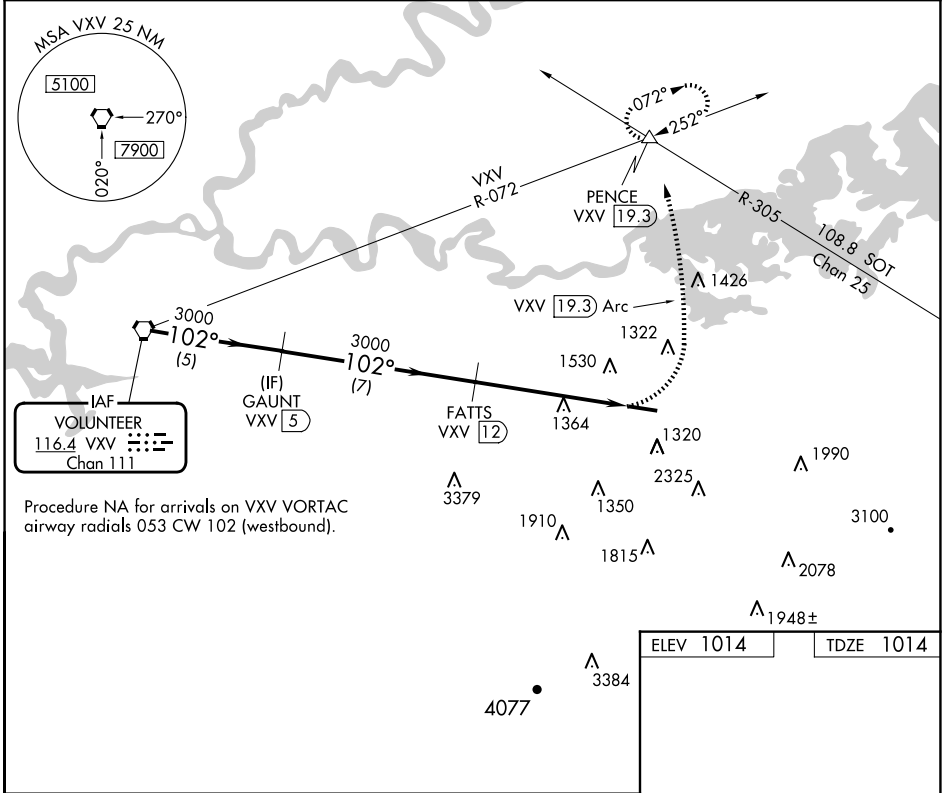 MSA VXV 25 NM
5100
270°
7900
020°
072°
252°
VXV
R-072
PENCE
VXV 19.3
R-305
108.8 SOT
Chan 25
VXV 19.3 Arc
1426
1322
1530
3000
102°
(5)
3000
102°
(7)
(IF)
GAUNT
VXV 5
FATTS
VXV 12
1364
IAF
VOLUNTEER
116.4 VXV
Chan 111
1320
1990
3379
1350
2325
Procedure NA for arrivals on VXV VORTAC
airway radials 053 CW 102 (westbound).
1910
3100
1815
2078
1948±
ELEV 1014
TDZE 1014
3384
4077